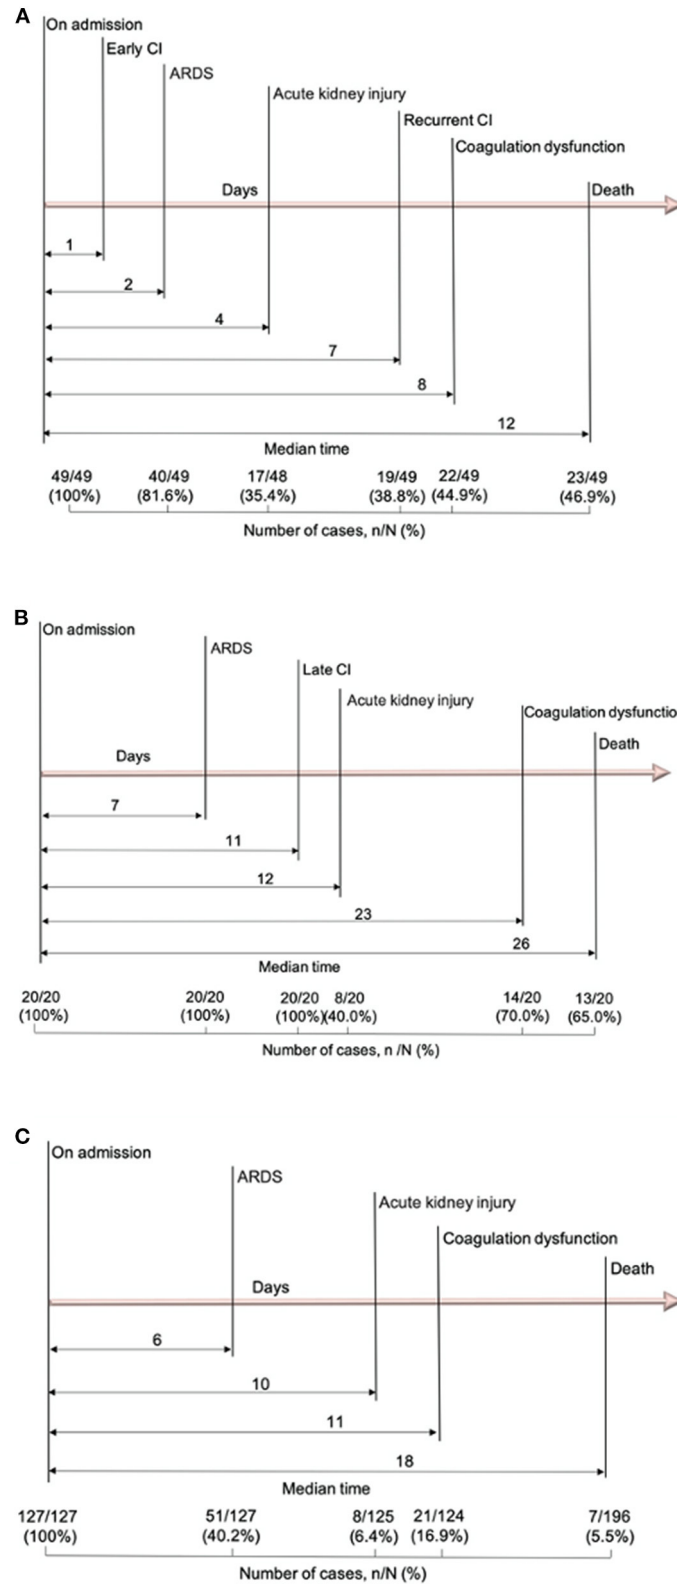 A
On admission
Early CI
ARDS
Acute kidney injury
Recurrent CI
Coagulation dysfunction
Days
Death
1
2
4
7
8
12
Median time
49/49 40/49 17/48 19/49 22/49 23/49
(100%) (81.6%) (35.4%) (38.8%) (44.9%) (46.9%)
Number of cases, n/N (%)
B
On admission
ARDS
Late CI
Acute kidney injury
Coagulation dysfunctio
Death
Days
7
11
12
23
26
Median time
20/20 20/20 20/20 8/20 14/20 13/20
(100%) (100%) (100%)(40.0%) (70.0%) (65.0%)
Number of cases, n /N (%)
C
On admission
ARDS
Acute kidney injury
Coagulation dysfunction
Death
Days
6
10
11
18
Median time
127/127 51/127 8/125 21/124 7/196
(100%) (40.2%) (6.4%) (16.9%) (5.5%)
Number of cases, n/N (%)